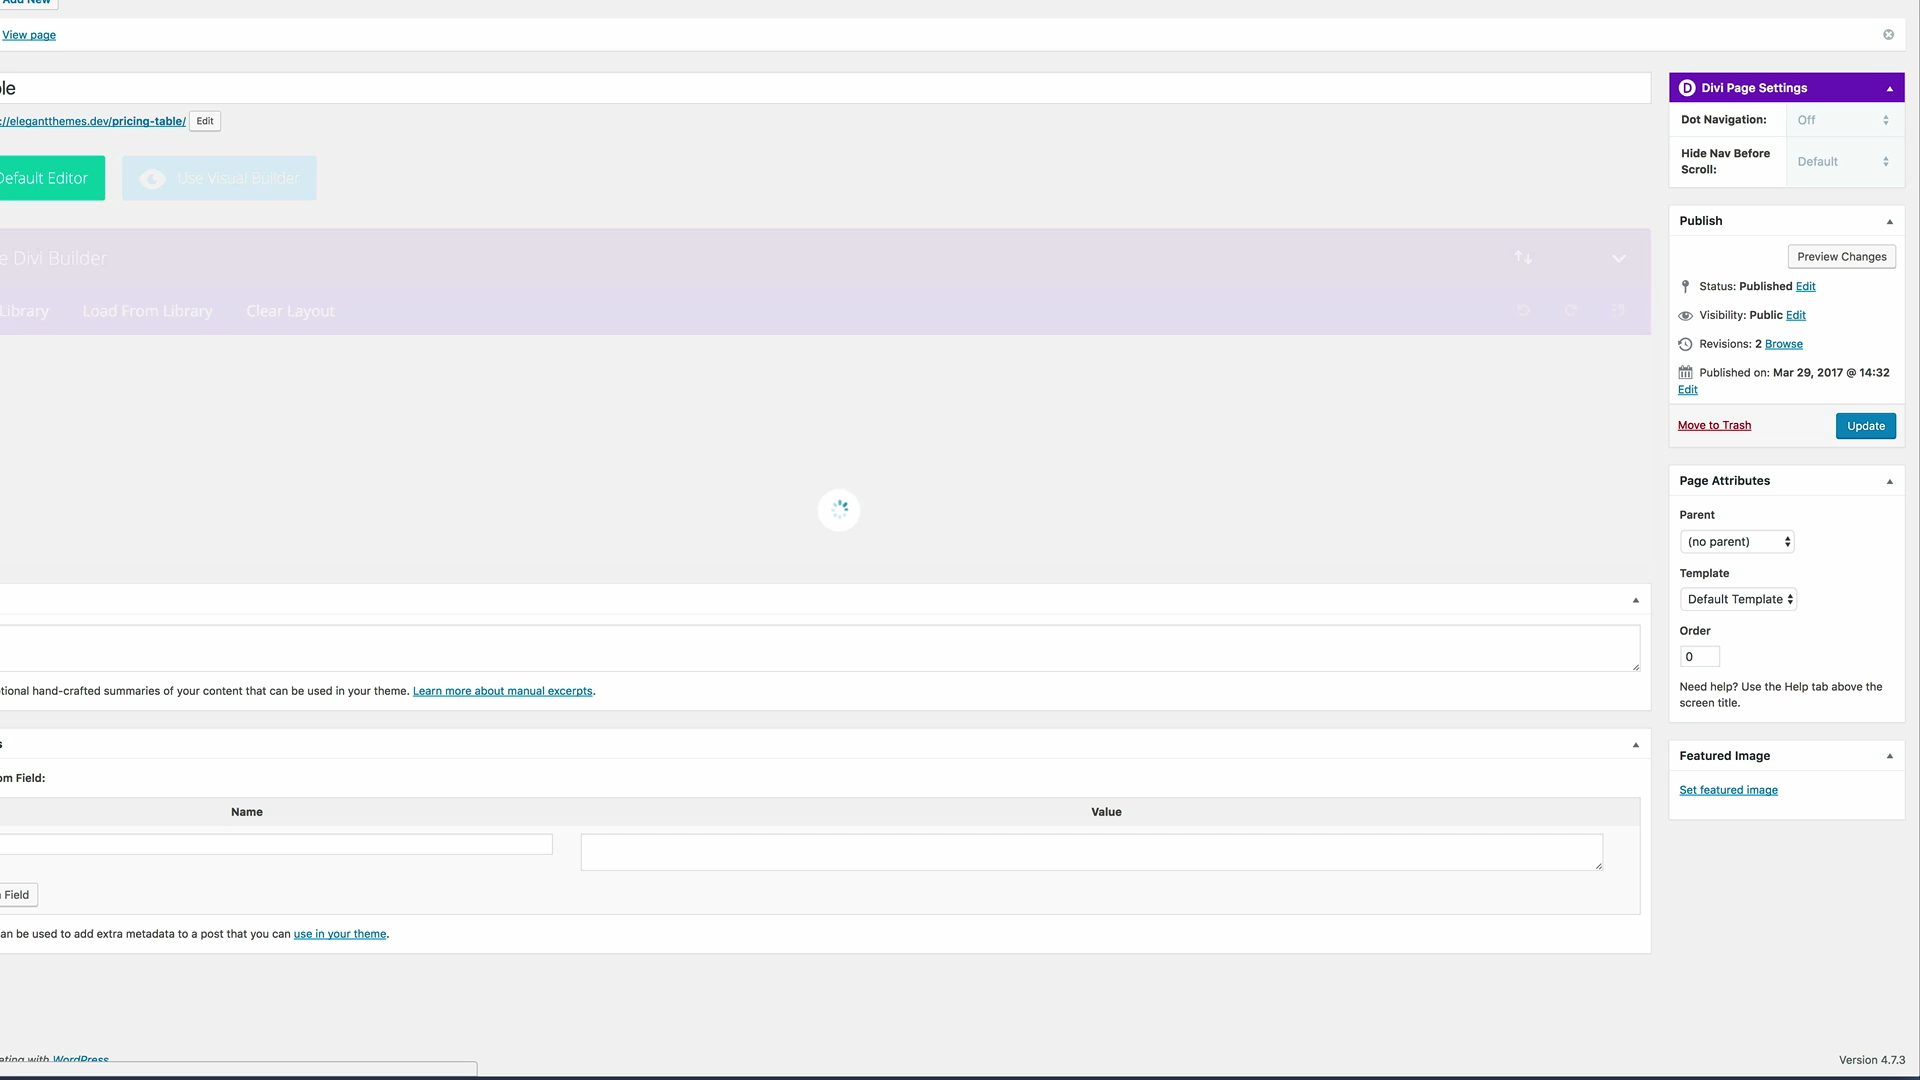 Add New
View page
le
://elegantthemes.dev/pricing-table/ Edit
Default Editor
Use Visual Builder
e Divi Builder
Library Load From Library Clear Layout
tional hand-crafted summaries of your content that can be used in your theme. Learn more about manual excerpts.
s
om Field:
Name Value
Field
an be used to add extra metadata to a post that you can use in your theme.
ating with WordPress
Divi Page Settings
Dot Navigation: Off
Hide Nav Before
Scroll:
Default
Publish
Preview Changes
Status: Published Edit
Visibility: Public Edit
Revisions: 2 Browse
Published on: Mar 29, 2017 @ 14:32
Edit
Move to Trash Update
Page Attributes
Parent
(no parent)
Template
Default Template
Order
0
Need help? Use the Help tab above the
screen title.
Featured Image
Set featured image
Version 4.7.3